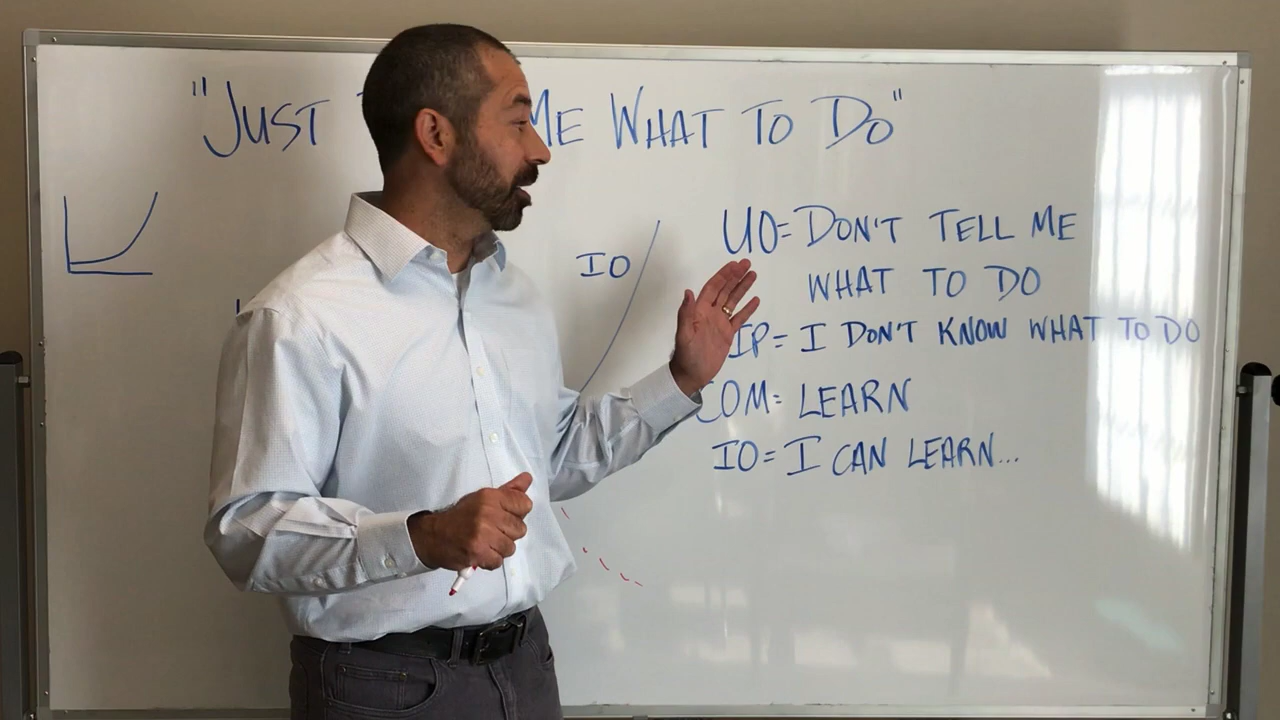 "JUST ME WHAT TO DO"
IO
UO= DON'T TELL ME
WHAT TO DO
IP= I DON'T KNOW WHAT TO DO
COM= LEARN
IO= I CAN LEARN...